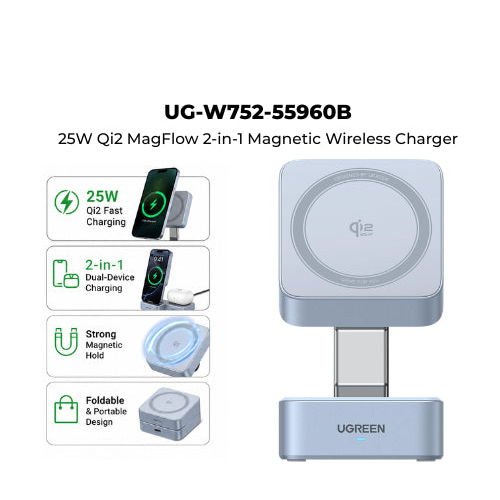 UG-W752-55960B
25W Qi2 MagFlow 2-in-1 Magnetic Wireless Charger
25W
Qi2 Fast
Charging
2-in-1
Dual-Device
Charging
Strong
Magnetic
Hold
Foldable
& Portable
Design
qi2
UGREEN